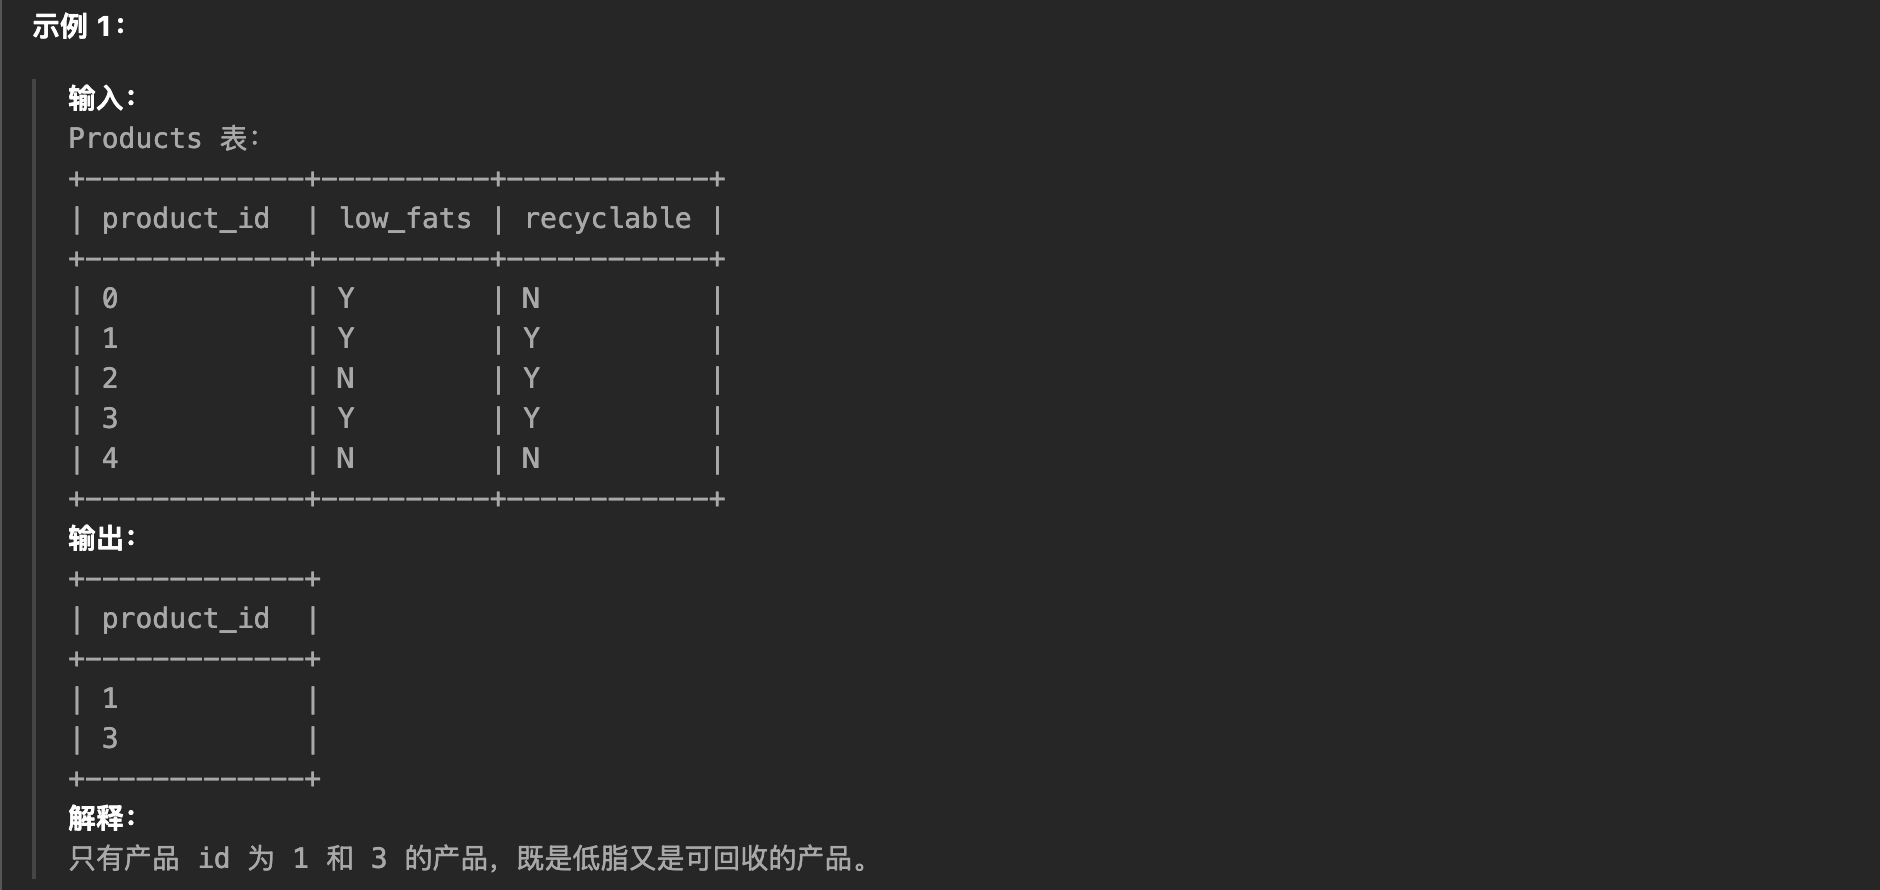 示例 1：
输入：
Products 表：
+-------------+----------+------------+
| product_id  | low_fats | recyclable |
+-------------+----------+------------+
| 0           | Y        | N          |
| 1           | Y        | Y          |
| 2           | N        | Y          |
| 3           | Y        | Y          |
| 4           | N        | N          |
+-------------+----------+------------+
输出：
+-------------+
| product_id  |
+-------------+
| 1           |
| 3           |
+-------------+
解释：
只有产品 id 为 1 和 3 的产品，既是低脂又是可回收的产品。